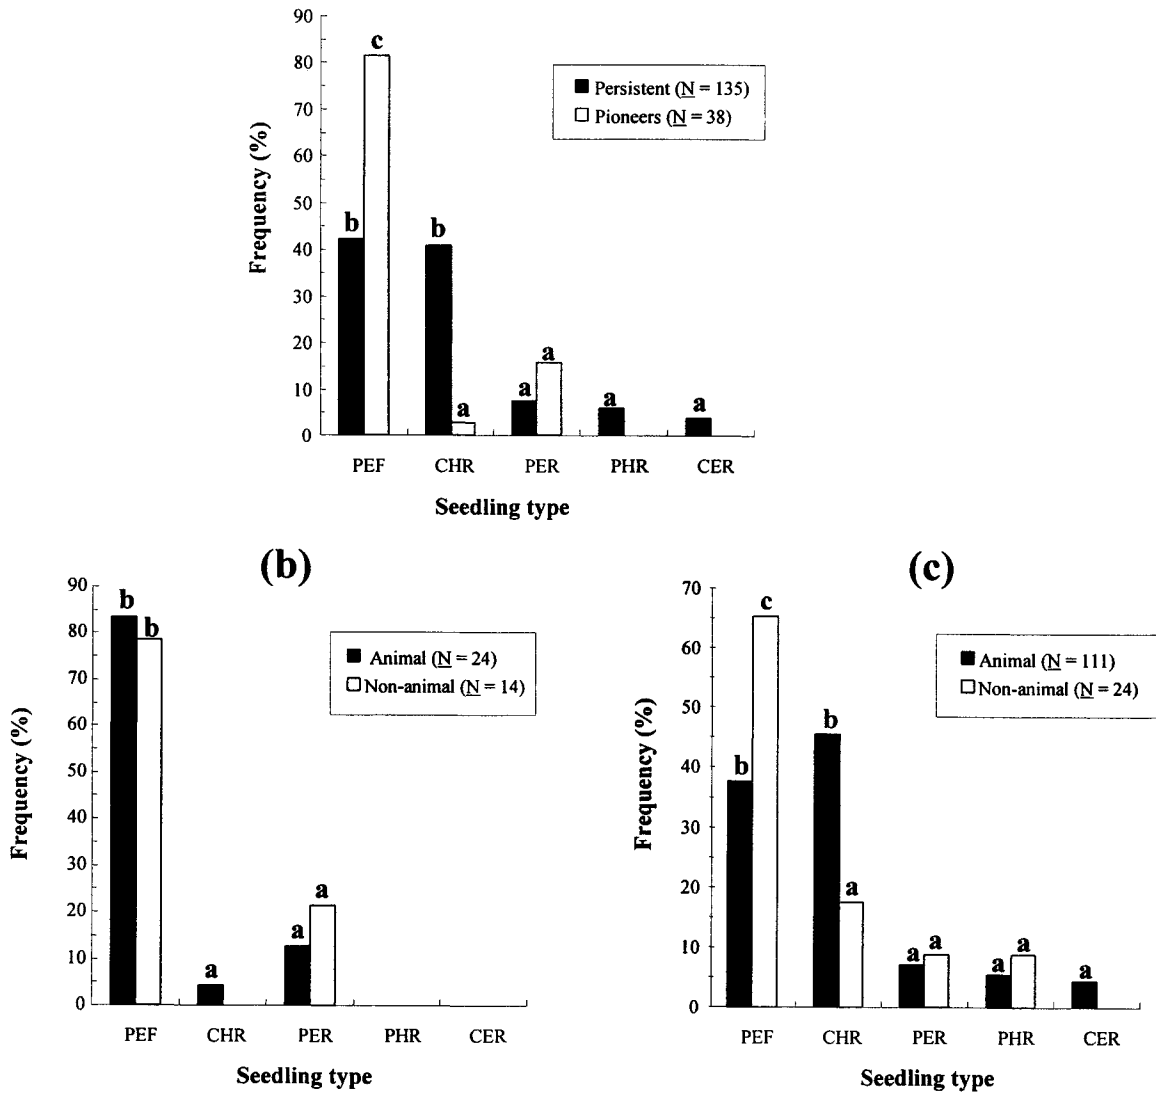 90
80
70
60
50
40
30
20
10
0
Frequency (%)
c
b
b
a
a
a
a
a
Persistent (N = 135)
Pioneers (N = 38)
PEF CHR PER PHR CER
Seedling type
(b)
90
80
70
60
50
40
30
20
10
0
Frequency (%)
b
b
a
a
a
Animal (N = 24)
Non-animal (N = 14)
PEF CHR PER PHR CER
Seedling type
(c)
70
60
50
40
30
20
10
0
Frequency (%)
c
b
b
a
a
a
a
a
a
Animal (N = 111)
Non-animal (N = 24)
PEF CHR PER PHR CER
Seedling type